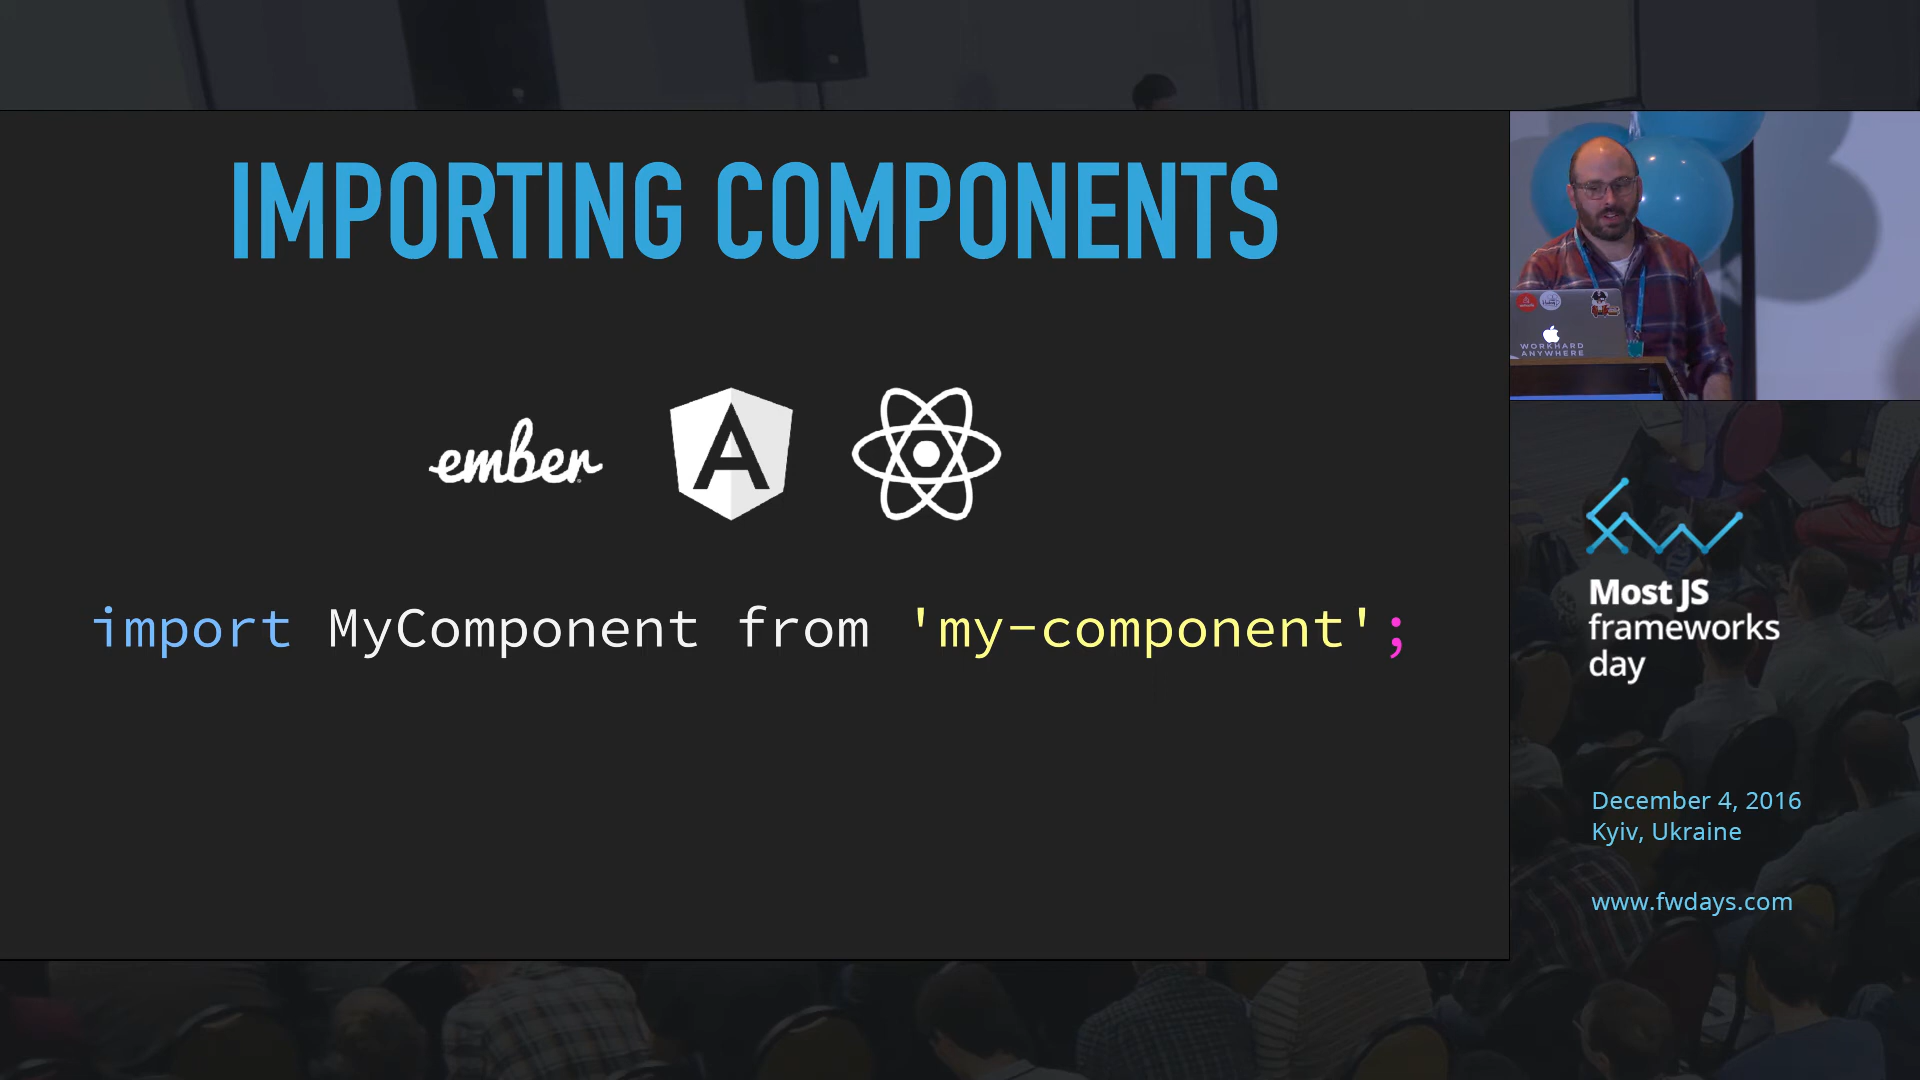 IMPORTING COMPONENTS
ember
A
import MyComponent from 'my-component';
WORKHARD
ANYWHERE
Most JS
frameworks
day
December 4, 2016
Kyiv, Ukraine
www.fwdays.com